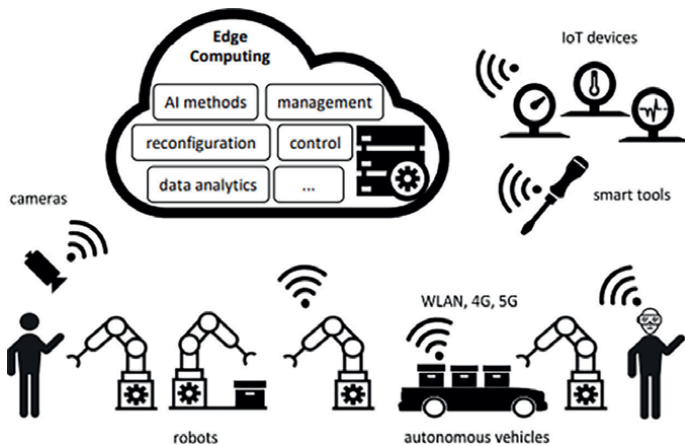 Edge
Computing
AI methods
management
reconfiguration
control
data analytics
...
IoT devices
smart tools
cameras
WLAN, 4G, 5G
robots
autonomous vehicles